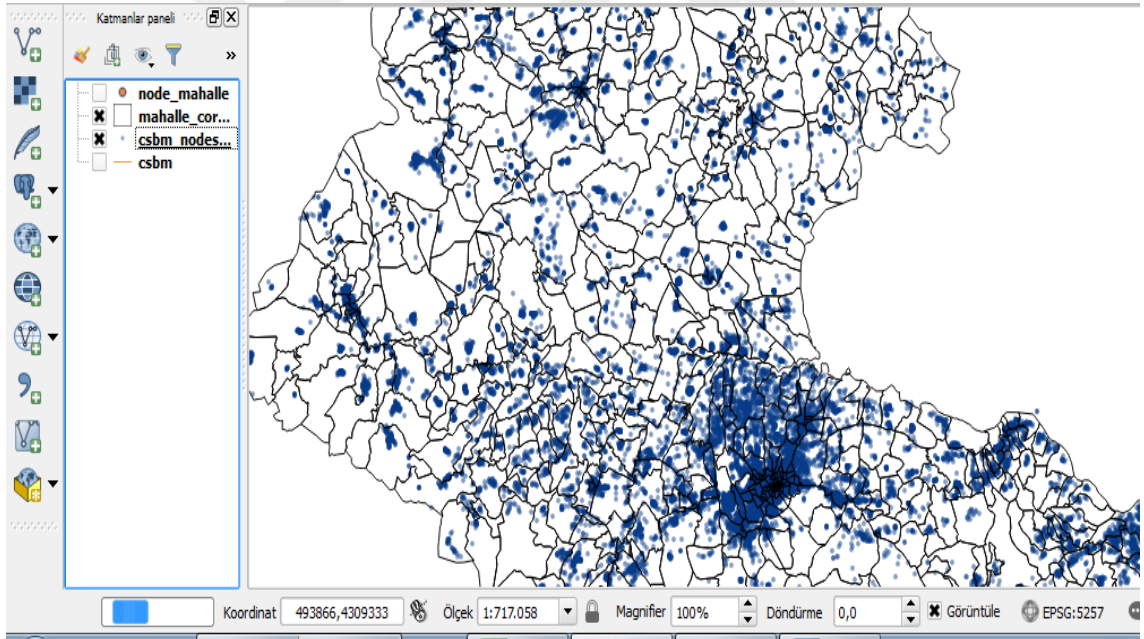 Katmanlar paneli
»
node_mahalle
mahalle_cor...
csbm_nodes...
csbm
Koordinat 493866,4309333 Ölçek 1:717.058 Magnifier 100% Döndürme 0,0 Görüntüle EPSG:5257